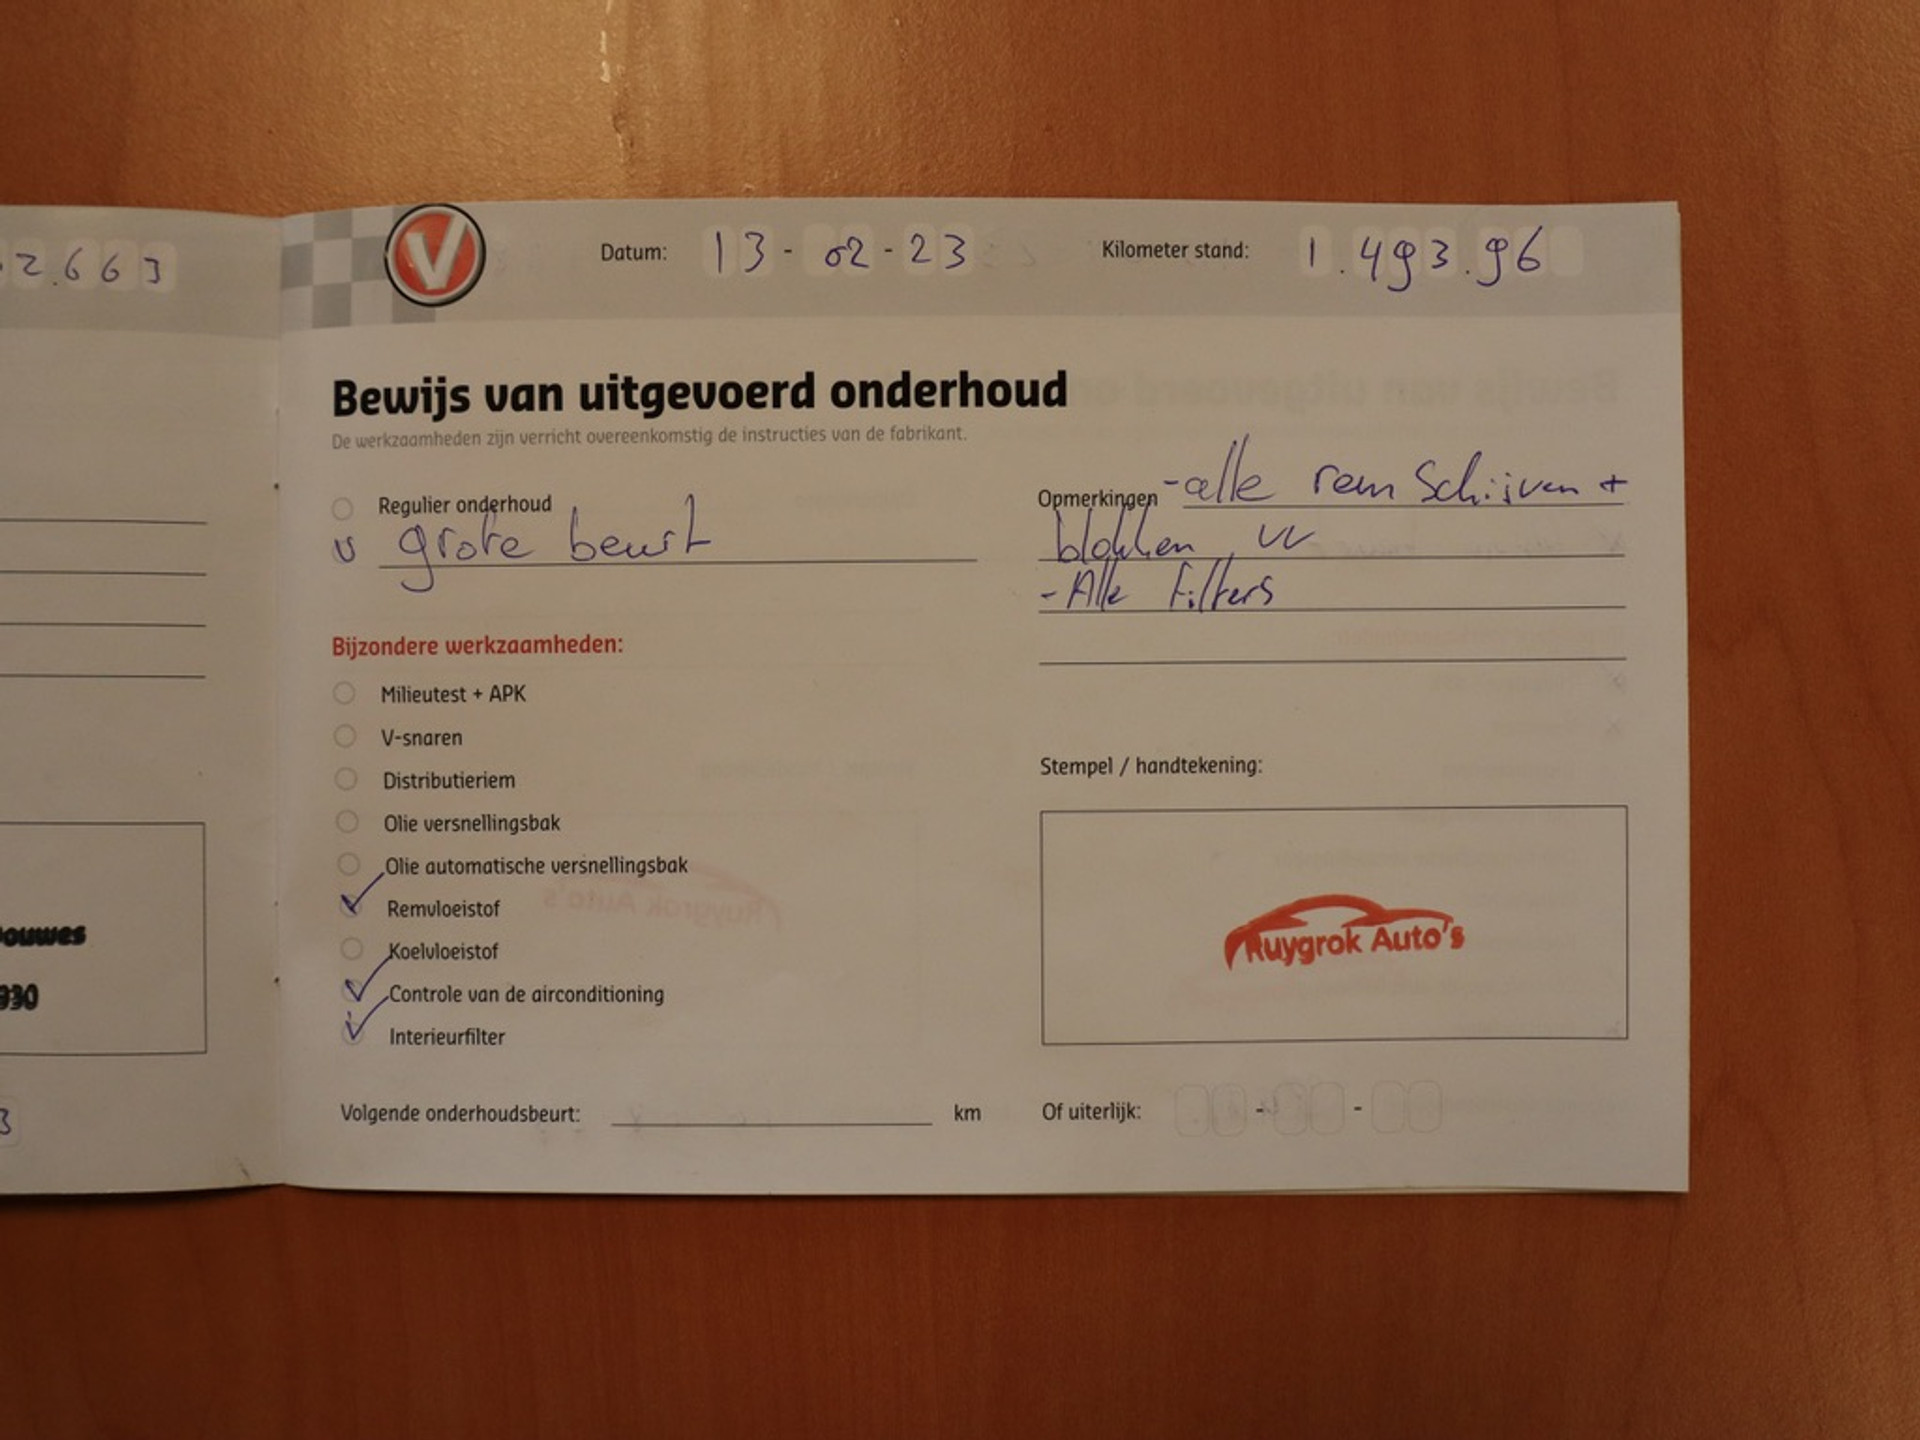 2.663
V
Datum: 13 - 02 - 23
Kilometer stand: 1.493.96
Bewijs van uitgevoerd onderhoud
De werkzaamheden zijn verricht overeenkomstig de instructies van de fabrikant.
Regulier onderhoud
v grote beurt
Opmerkingen - alle rem Schijven +
blokken vv
- Alle Filters
Bijzondere werkzaamheden:
Milieutest + APK
V-snaren
Distributieriem
Olie versnellingsbak
Olie automatische versnellingsbak
Remvloeistof
Koelvloeistof
Controle van de airconditioning
Interieurfilter
Stempel / handtekening:
Ruygrok Auto's
ouwes
930
3
Volgende onderhoudsbeurt: km
Of uiterlijk: - -